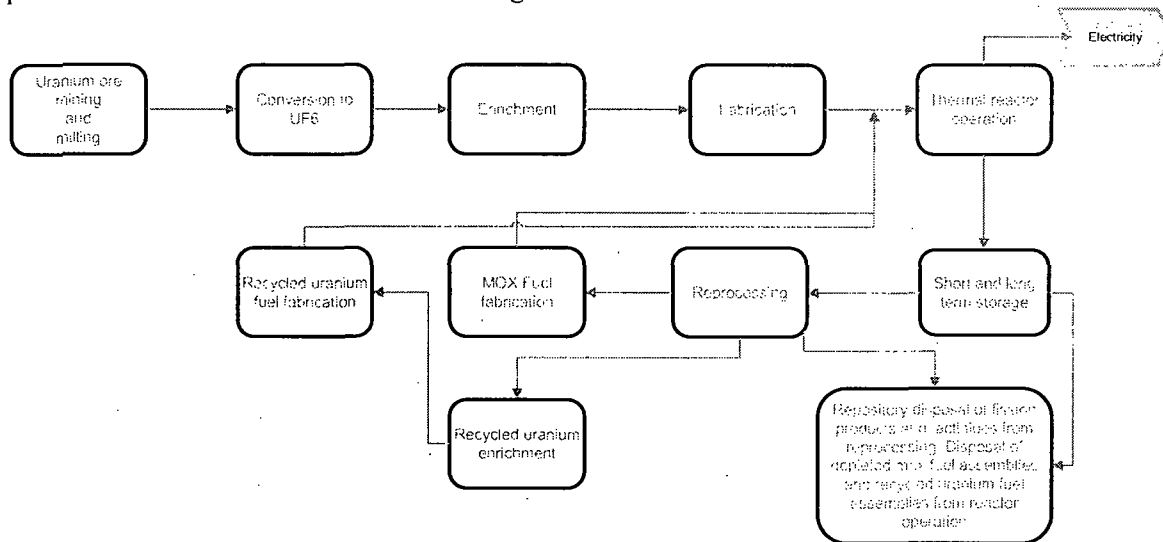 Electricity
Uranium ore
mining
and
milling
Conversion to
UF6
Enrichment
Fabrication
Thermal reactor
operation
Recycled uranium
fuel fabrication
MOX Fuel
fabrication
Reprocessing
Short and long
term storage
Recycled uranium
enrichment
Repository disposal of fission
products and actinides from
reprocessing. Disposal of
depleted mox fuel assemblies
and recycled uranium fuel
assemblies from reactor
operation